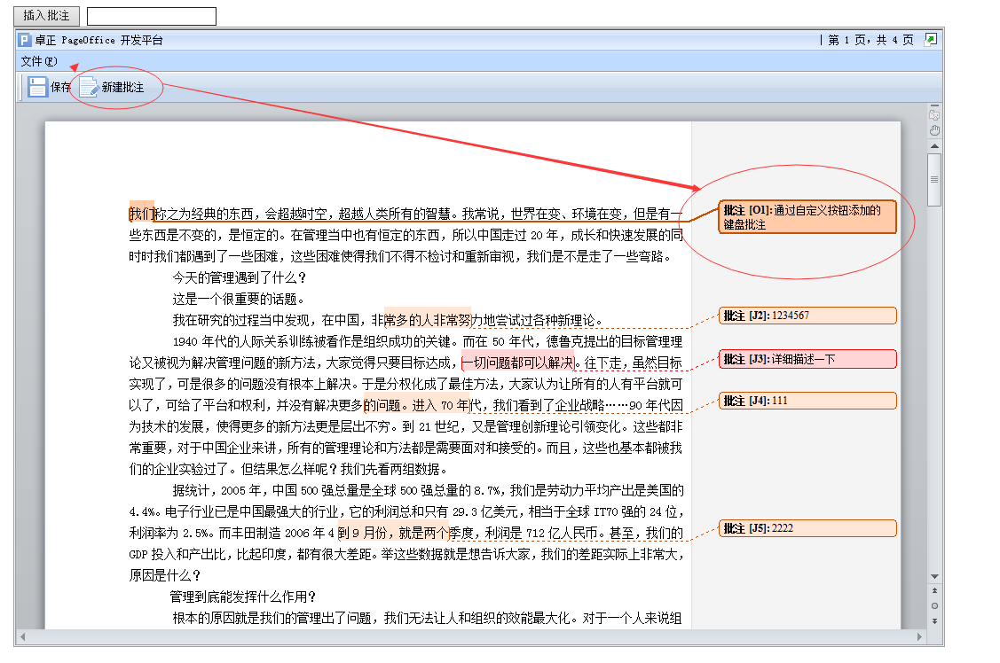 插入批注
卓正 PageOffice 开发平台
第 1 页，共 4 页
文件(F)
保存 新建批注
我们称之为经典的东西，会超越时空，超越人类所有的智慧。我常说，世界在变、环境在变，但是有一
些东西是不变的，是恒定的。在管理当中也有恒定的东西，所以中国走过 20 年，成长和快速发展的同
时时我们都遇到了一些困难，这些困难使得我们不得不检讨和重新审视，我们是不是走了一些弯路。
今天的管理遇到了什么？
这是一个很重要的话题。
我在研究的过程当中发现，在中国，非常多的人非常努力地尝试过各种新理论。
1940 年代的人际关系训练被看作是组织成功的关键。而在 50 年代，德鲁克提出的目标管理理
论又被视为解决管理问题的新方法，大家觉得只要目标达成，一切问题都可以解决。往下走，虽然目标
实现了，可是很多的问题没有根本上解决。于是分权化成了最佳方法，大家认为让所有的人有平台就可
以了，可给了平台和权利，并没有解决更多的问题。进入 70 年代，我们看到了企业战略……90 年代因
为技术的发展，使得更多的新方法更是层出不穷。到 21 世纪，又是管理创新理论引领变化。这些都非
常重要，对于中国企业来讲，所有的管理理论和方法都是需要面对和接受的。而且，这些也基本都被我
们的企业实验过了。但结果怎么样呢？我们先看两组数据。
据统计，2005 年，中国 500 强总量是全球 500 强总量的 8.7%，我们是劳动力平均产出是美国的
4.4%。电子行业已是中国最强大的行业，它的利润总和只有 29.3 亿美元，相当于全球 IT70 强的 24 位，
利润率为 2.5%。而丰田制造 2006 年 4 到 9 月份，就是两个季度，利润是 712 亿人民币。甚至，我们的
GDP 投入和产出比，比起印度，都有很大差距。举这些数据就是想告诉大家，我们的差距实际上非常大，
原因是什么？
管理到底能发挥什么作用？
根本的原因就是我们的管理出了问题，我们无法让人和组织的效能最大化。对于一个人来说组
批注 [O1]: 通过自定义按钮添加的
键盘批注
批注 [J2]: 1234567
批注 [J3]: 详细描述一下
批注 [J4]: 111
批注 [J5]: 2222